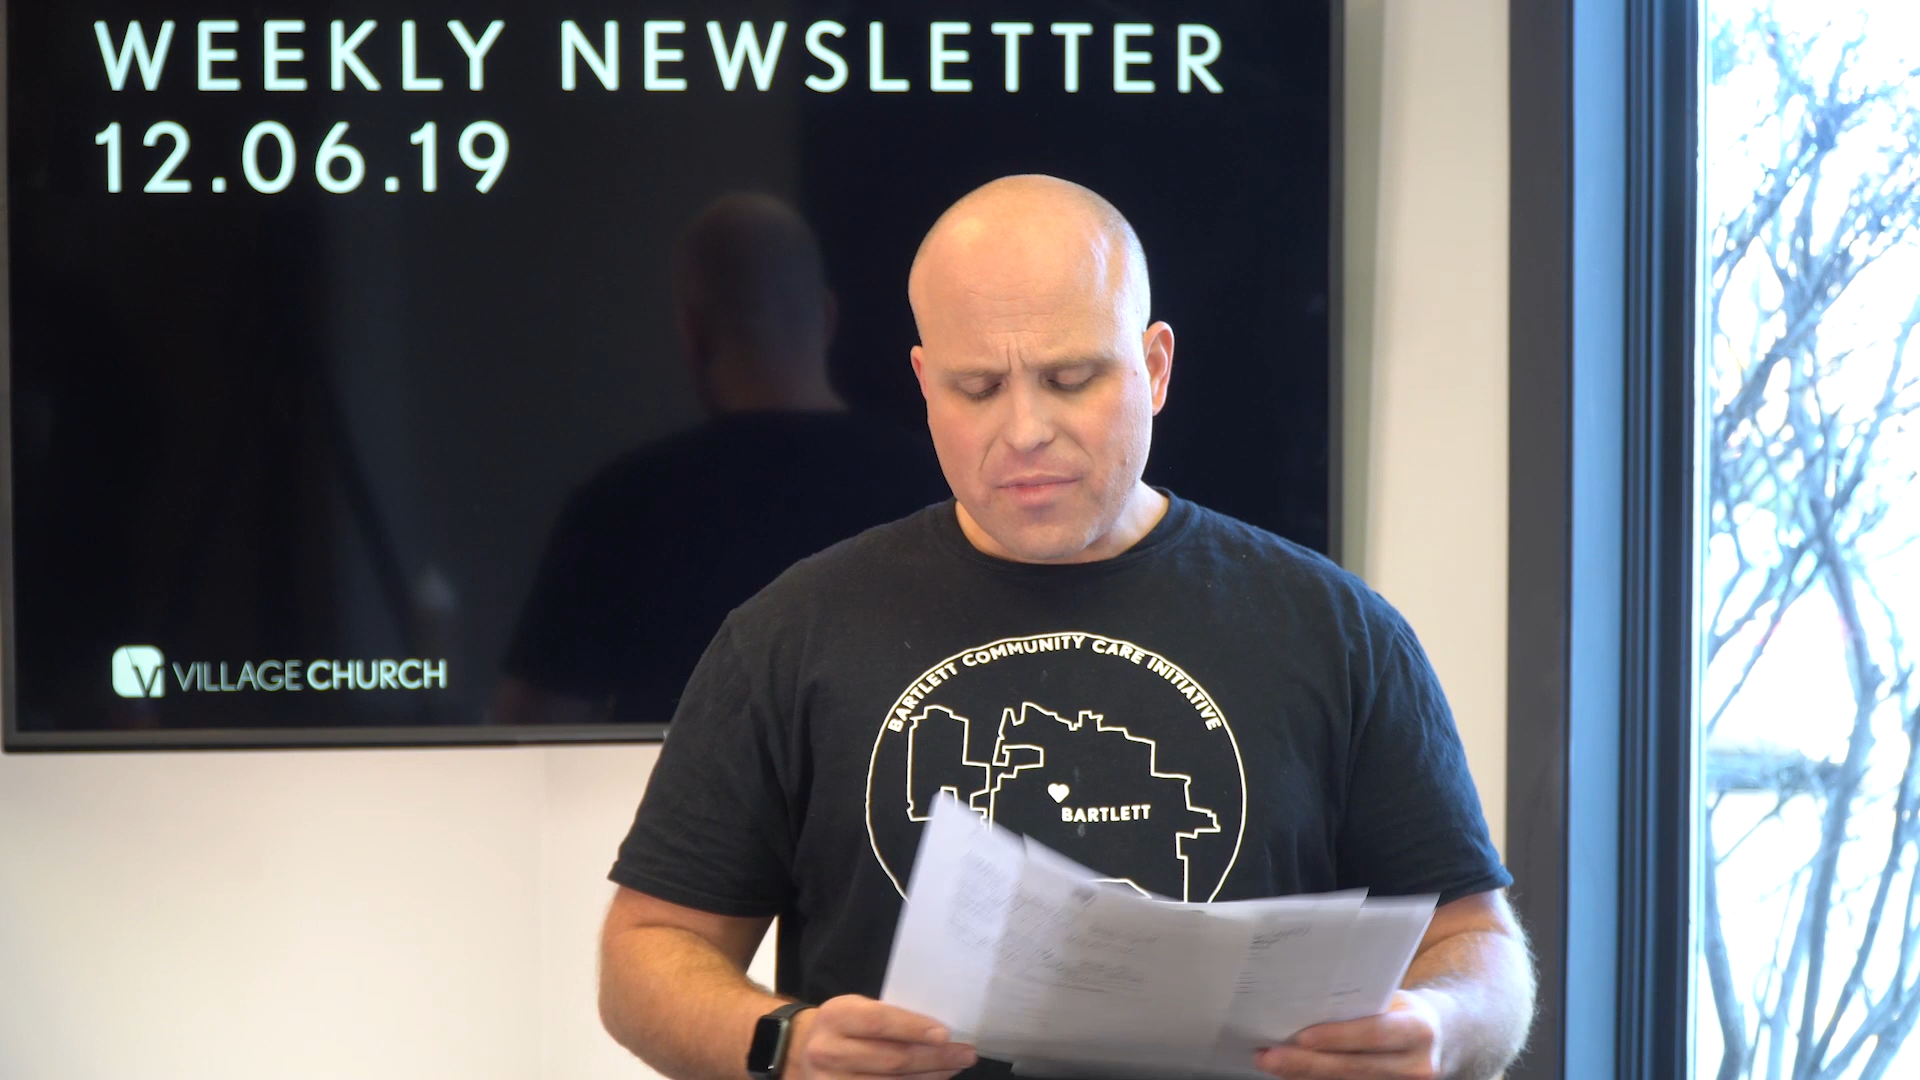 WEEKLY NEWSLETTER
12.06.19
VILLAGE CHURCH
BARTLETT COMMUNITY CARE INITIATIVE
BARTLETT